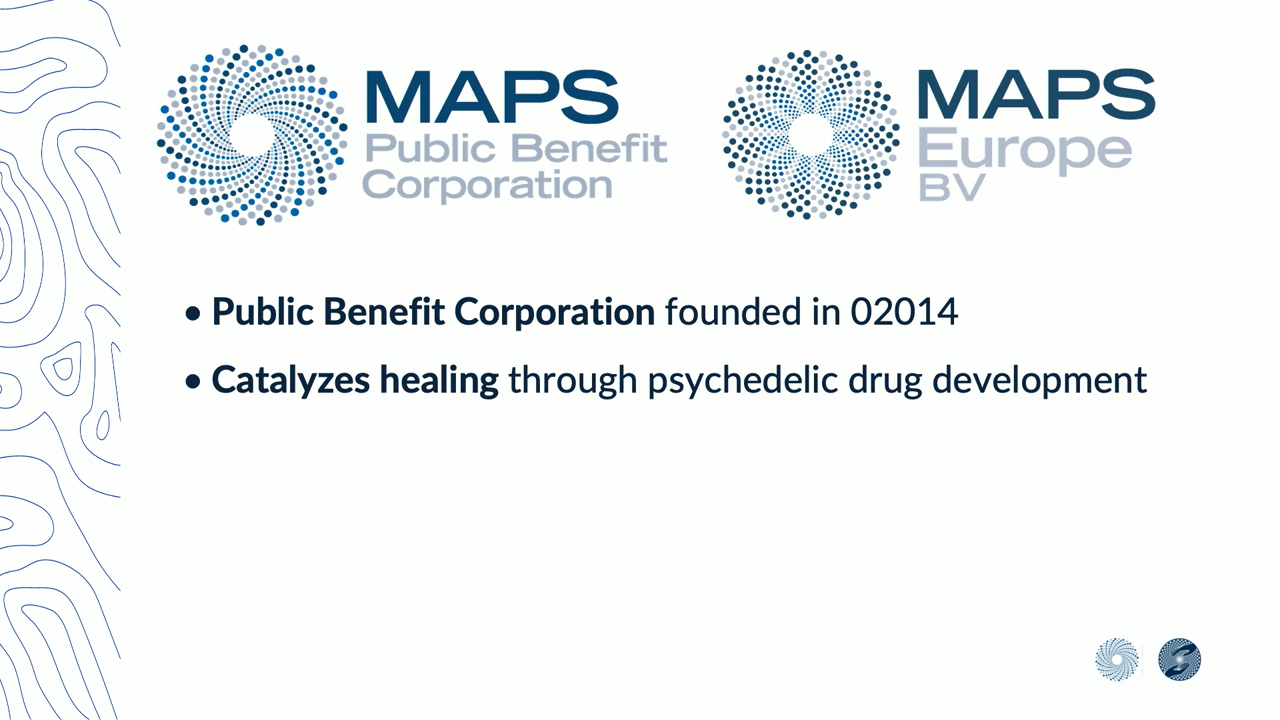 MAPS
Public Benefit
Corporation
MAPS
Europe
BV
• Public Benefit Corporation founded in 02014
• Catalyzes healing through psychedelic drug development